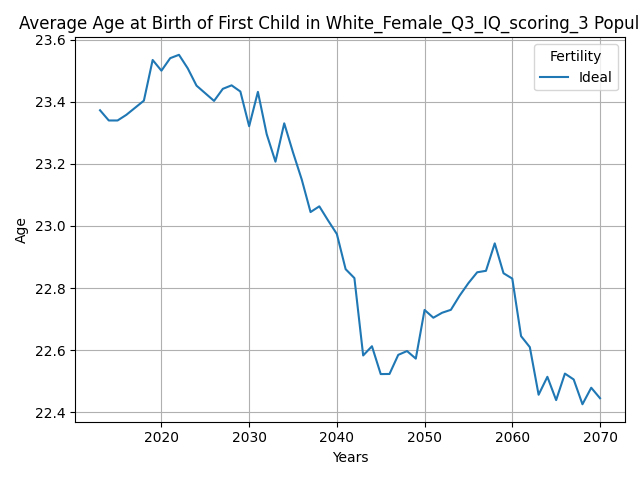 Average Age at Birth of First Child in White_Female_Q3_IQ_scoring_3 Popul
23.6
23.4
23.2
23.0
22.8
22.6
22.4
Age
Fertility
Ideal
2020 2030 2040 2050 2060 2070
Years